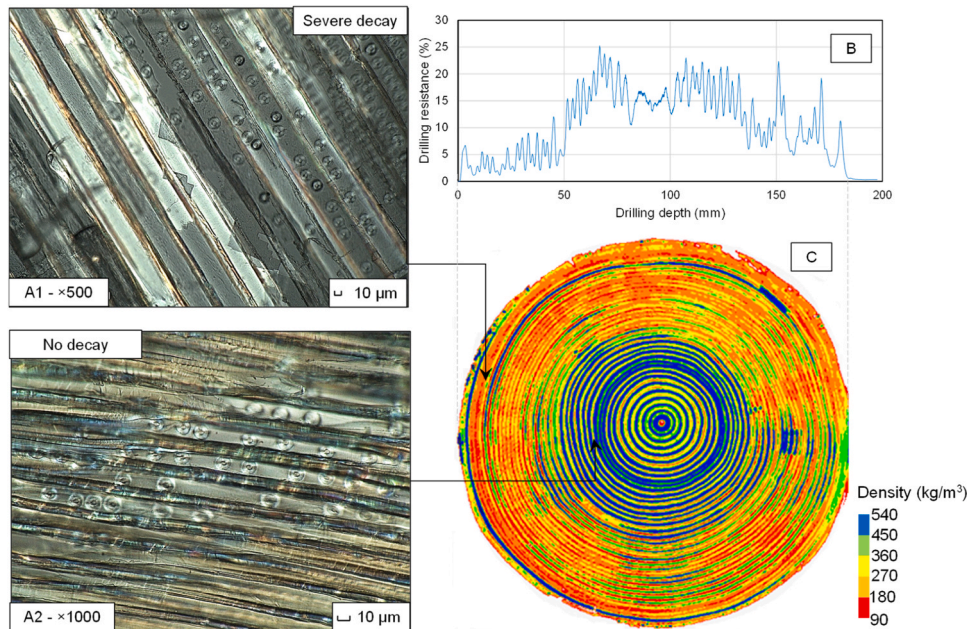 Severe decay
A1 - ×500
10 µm
No decay
A2 - ×1000
10 µm
B
Drilling resistance (%)
30
25
20
15
10
5
0
0
50
100
150
200
Drilling depth (mm)
C
Density (kg/m³)
540
450
360
270
180
90